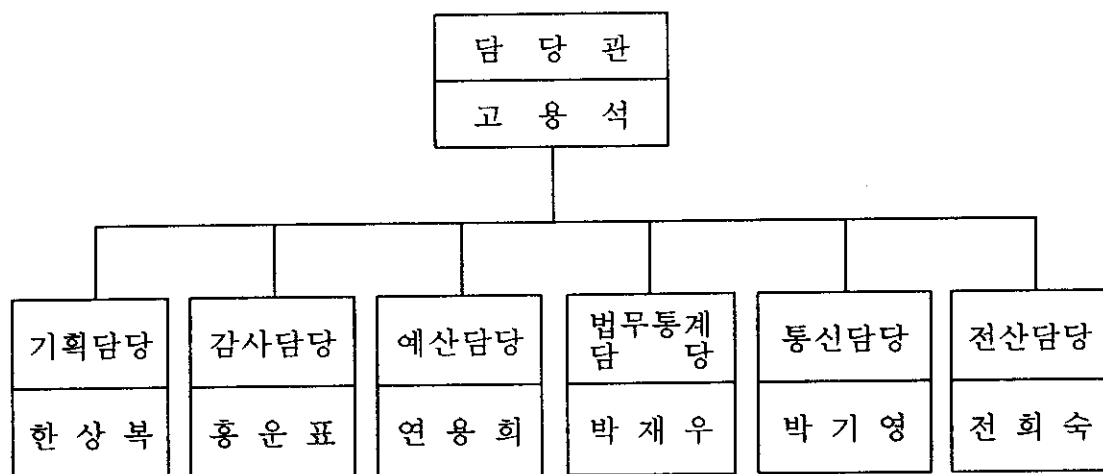 담 당 관
고 용 석
기획담당
한 상 복
감사담당
홍 운 표
예산담당
연 용 희
법무통계
담 당
박 재 우
통신담당
박 기 영
전산담당
전 희 숙